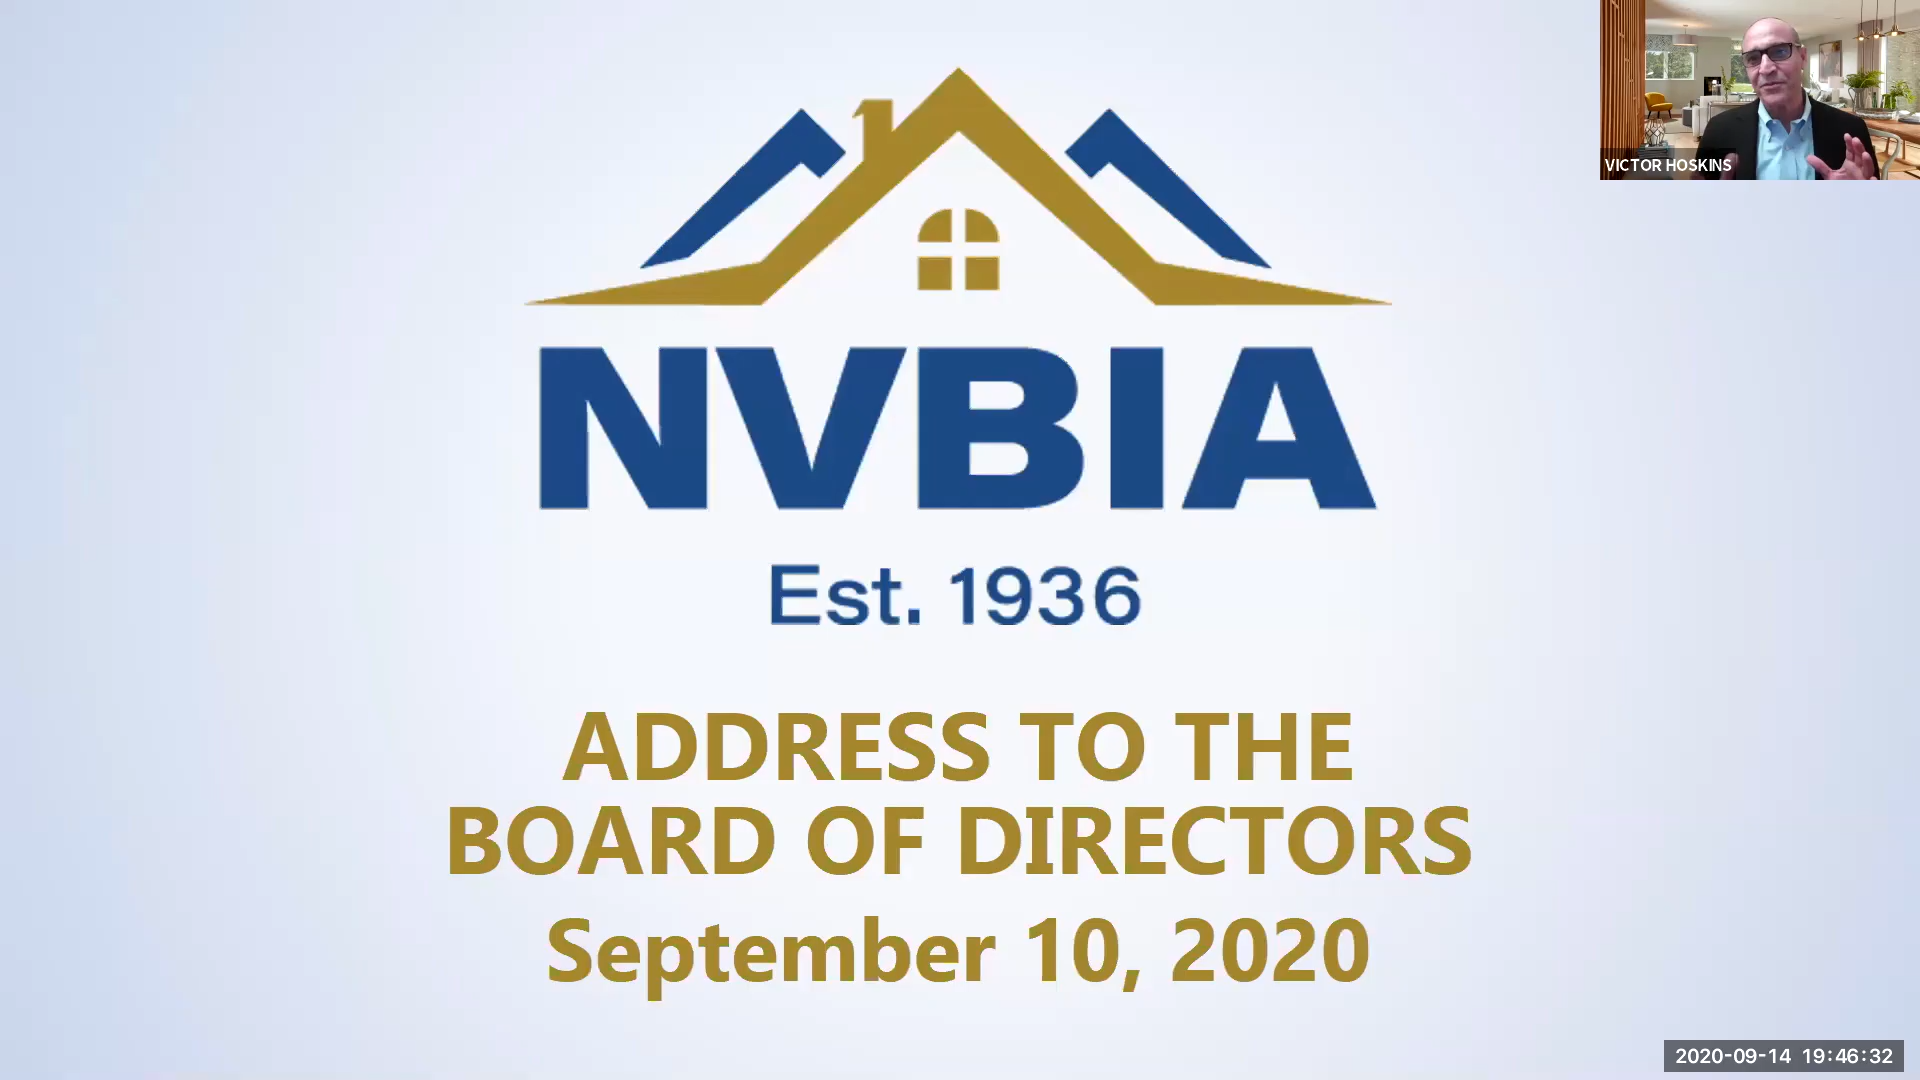 VICTOR HOSKINS
NVBIA
Est. 1936
ADDRESS TO THE
BOARD OF DIRECTORS
September 10, 2020
2020-09-14 19:46:32